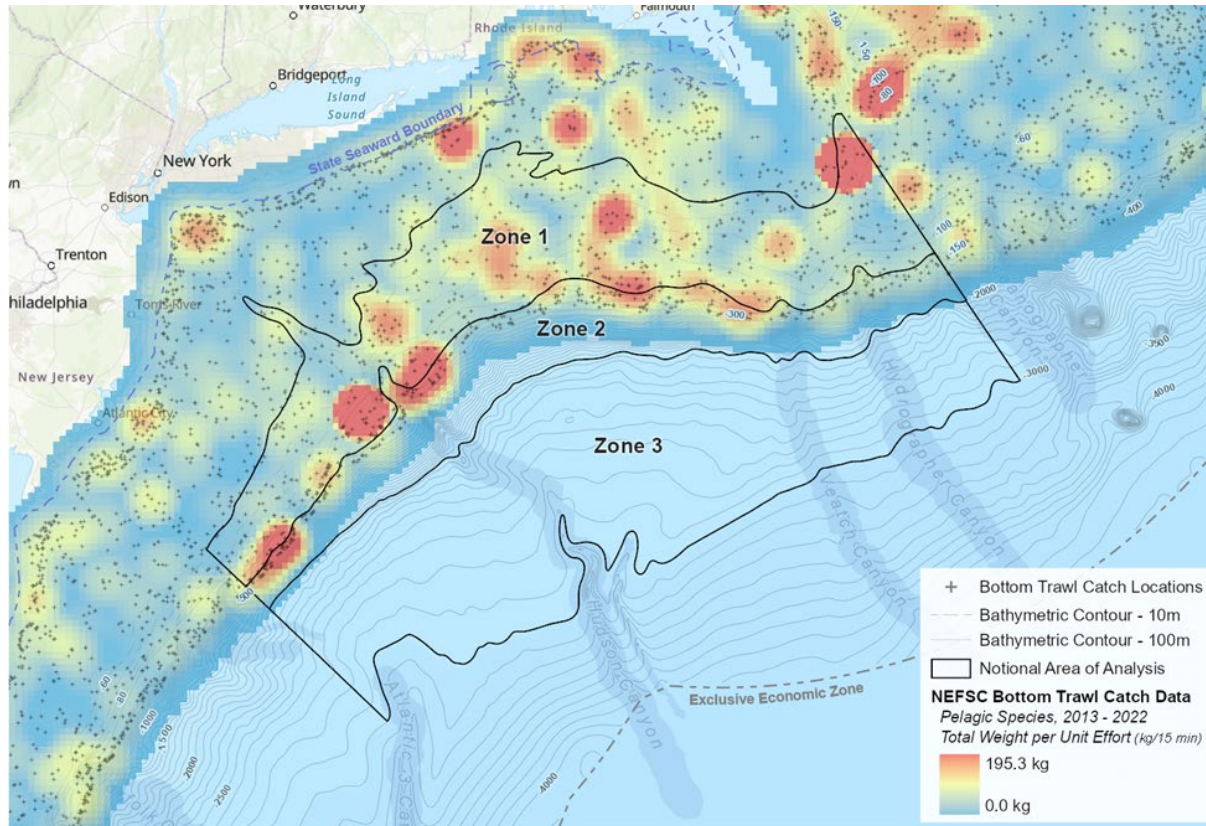 Waterbury
Falmouth
Rhode Island
Bridgeport
Long
Island
Sound
State Seaward Boundary
New York
Edison
Trenton
Philadelphia
Toms River
New Jersey
Atlantic City
Zone 1
Zone 2
Zone 3
-150
-150
-100
-80
-60
-400
-100
-150
-300
-2000
-3000
-3500
-4000
-500
60
80
-1000
-1500
2000
-2500
-4000
Hydrographer Canyon
Veatch Canyon
Hudson Canyon
Exclusive Economic Zone
Bottom Trawl Catch Locations
Bathymetric Contour - 10m
Bathymetric Contour - 100m
Notional Area of Analysis
NEFSC Bottom Trawl Catch Data
Pelagic Species, 2013 - 2022
Total Weight per Unit Effort (kg/15 min)
195.3 kg
0.0 kg